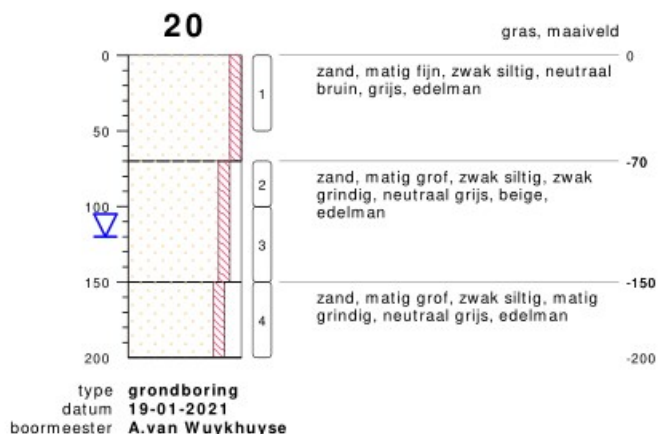 20
gras, maaiveld
0
0
zand, matig fijn, zwak siltig, neutraal
bruin, grijs, edelman
1
50
-70
zand, matig grof, zwak siltig, zwak
grindig, neutraal grijs, beige,
edelman
2
100
3
150
-150
zand, matig grof, zwak siltig, matig
grindig, neutraal grijs, edelman
4
200
-200
type grondboring
datum 19-01-2021
boormeester A.van Wuykhuyse